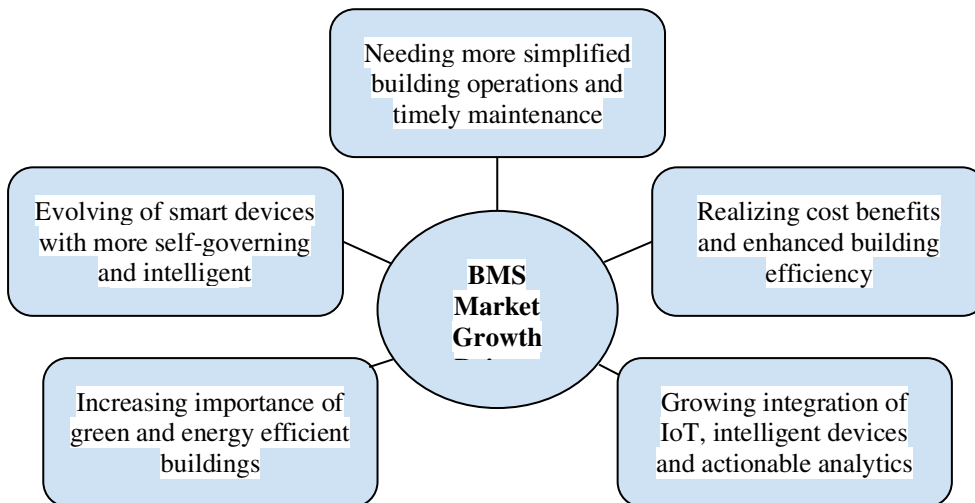 Needing more simplified
building operations and
timely maintenance
Evolving of smart devices
with more self-governing
and intelligent
Realizing cost benefits
and enhanced building
efficiency
BMS
Market
Growth
Increasing importance of
green and energy efficient
buildings
Growing integration of
IoT, intelligent devices
and actionable analytics